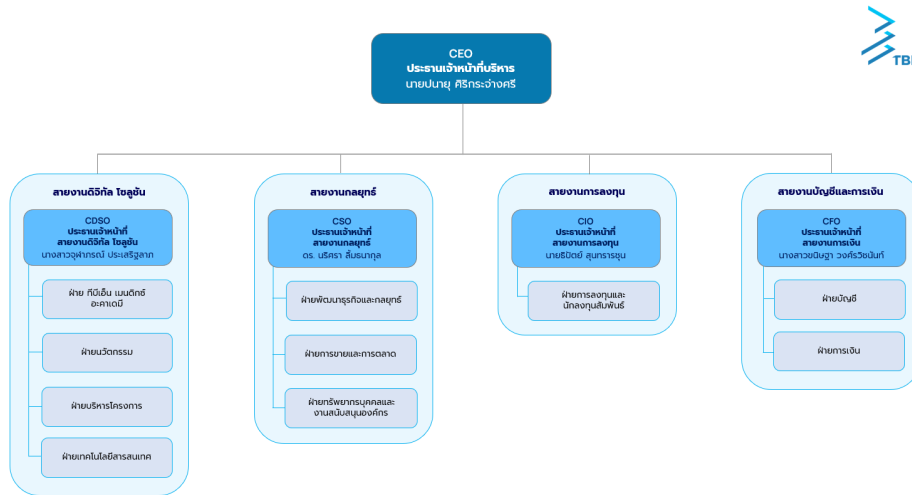 CEO
ประธานเจ้าหน้าที่บริหาร
นายปนายุ ศิริกระจ่างศรี
สายงานดิจิทัล โซลูชัน
CDSO
ประธานเจ้าหน้าที่
สายงานดิจิทัล โซลูชัน
นางสาวจุฬาภรณ์ ประเสริฐลาภ
ฝ่าย ทีบีเอ็น เมนดิกซ์
อะคาเดมี
ฝ่ายนวัตกรรม
ฝ่ายบริหารโครงการ
ฝ่ายเทคโนโลยีสารสนเทศ
สายงานกลยุทธ์
CSO
ประธานเจ้าหน้าที่
สายงานกลยุทธ์
ดร. นริศรา ลิ้มธนากุล
ฝ่ายพัฒนาธุรกิจและกลยุทธ์
ฝ่ายการขายและการตลาด
ฝ่ายทรัพยากรบุคคลและ
งานสนับสนุนองค์กร
สายงานการลงทุน
CIO
ประธานเจ้าหน้าที่
สายงานการลงทุน
นายธิปัตย์ สุนทรารชุน
ฝ่ายการลงทุนและ
นักลงทุนสัมพันธ์
สายงานบัญชีและการเงิน
CFO
ประธานเจ้าหน้าที่
สายงานการเงิน
นางสาวขนิษฐา วงศ์รวิชนันท์
ฝ่ายบัญชี
ฝ่ายการเงิน